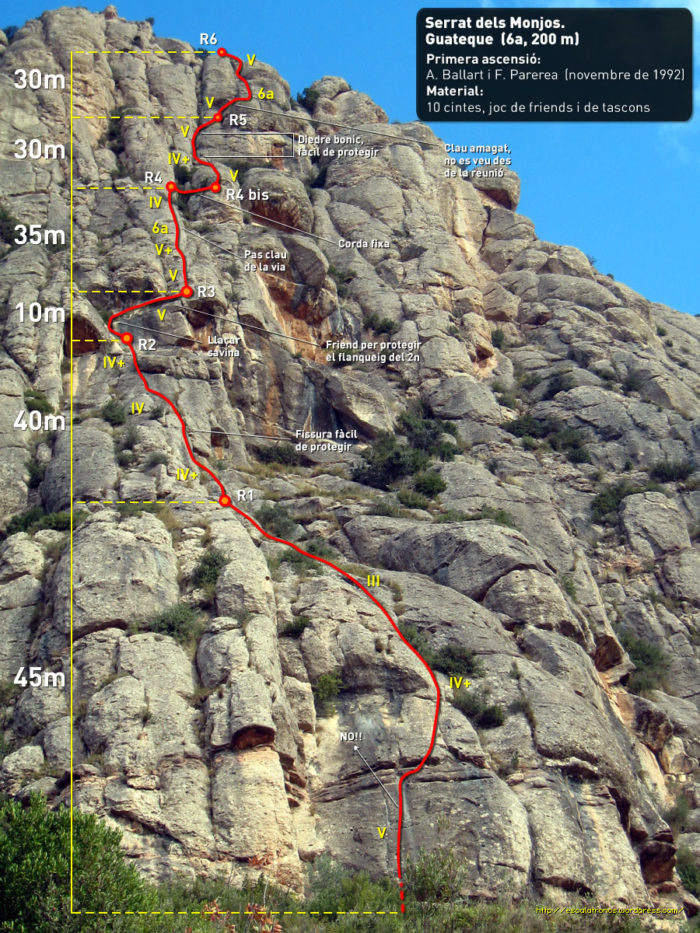 Serrat dels Monjos.
Guateque (6a, 200 m)
Primera ascensió:
A. Ballart i F. Parerea (novembre de 1992)
Material:
10 cintes, joc de friends i de tascons
R6
V
30m
6a
V
R5
V
Diedre bonic,
fàcil de protegir
Clau amagat,
no es veu des
de la reunió
30m
IV+
V
R4
R4 bis
IV
6a
35m
Corda fixa
V+
Pas clau
de la via
V
R3
10m
V
R2
Llaçar
savina
Friend per protegir
el flanqueig del 2n
IV+
IV
40m
Fissura fàcil
de protegir
IV+
R1
III
45m
IV+
NO!!
V
http://escalatrons.wordpress.com/